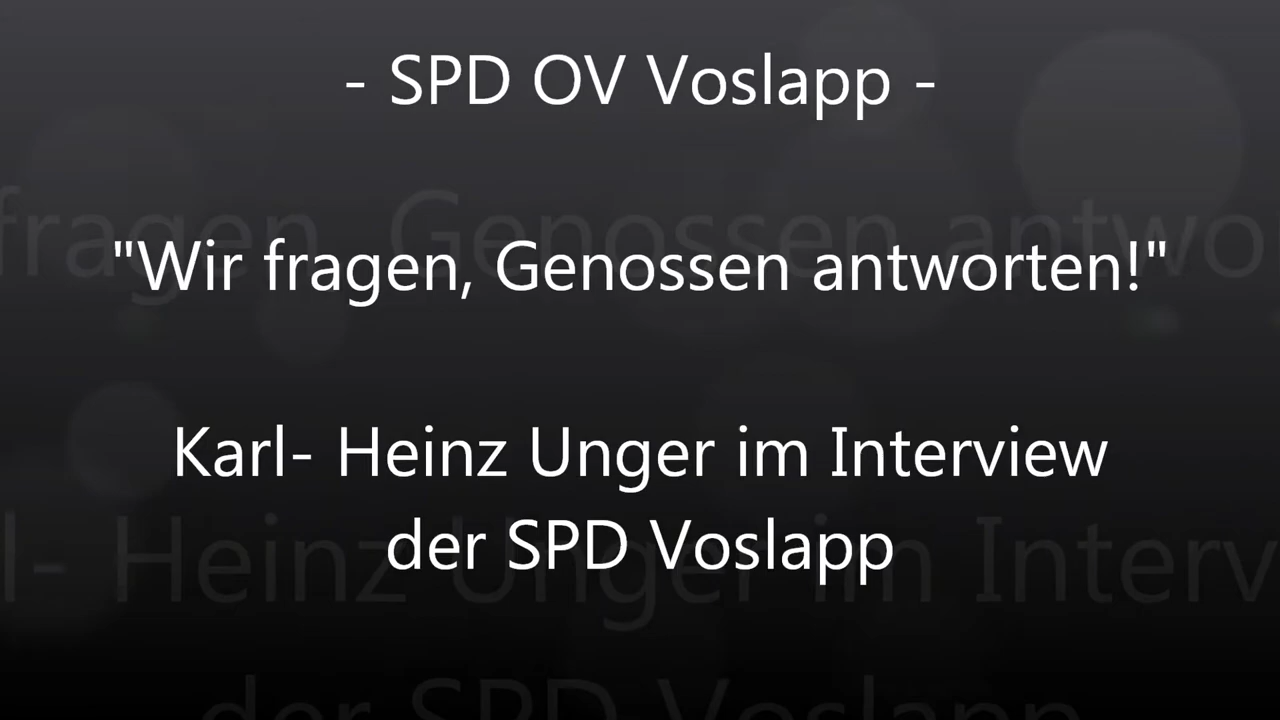 - SPD OV Voslapp -
"Wir fragen, Genossen antworten!"
Karl- Heinz Unger im Interview
der SPD Voslapp